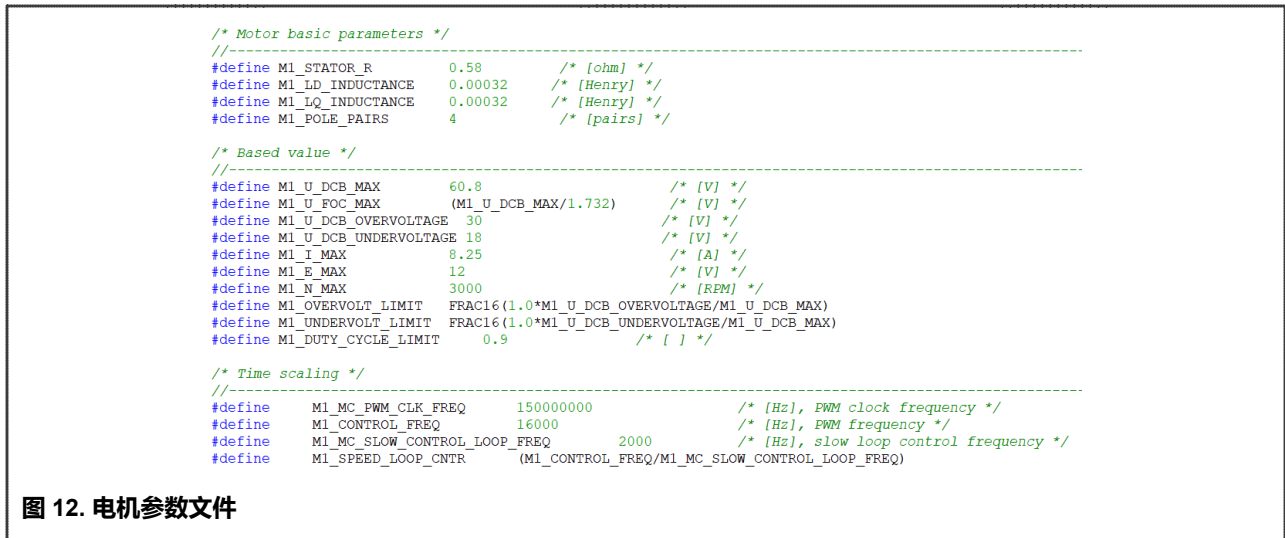 /* Motor basic parameters */
//----------------------------------------------------------------------------------------------------
#define M1_STATOR_R 0.58 /* [ohm] */
#define M1_LD_INDUCTANCE 0.00032 /* [Henry] */
#define M1_LQ_INDUCTANCE 0.00032 /* [Henry] */
#define M1_POLE_PAIRS 4 /* [pairs] */
/* Based value */
//----------------------------------------------------------------------------------------------------
#define M1_U_DCB_MAX 60.8 /* [V] */
#define M1_U_FOC_MAX (M1_U_DCB_MAX/1.732) /* [V] */
#define M1_U_DCB_OVERVOLTAGE 30 /* [V] */
#define M1_U_DCB_UNDERVOLTAGE 18 /* [V] */
#define M1_I_MAX 8.25 /* [A] */
#define M1_E_MAX 12 /* [V] */
#define M1_N_MAX 3000 /* [RPM] */
#define M1_OVERVOLT_LIMIT FRAC16(1.0*M1_U_DCB_OVERVOLTAGE/M1_U_DCB_MAX)
#define M1_UNDERVOLT_LIMIT FRAC16(1.0*M1_U_DCB_UNDERVOLTAGE/M1_U_DCB_MAX)
#define M1_DUTY_CYCLE_LIMIT 0.9 /* [ ] */
/* Time scaling */
//----------------------------------------------------------------------------------------------------
#define M1_MC_PWM_CLK_FREQ 150000000 /* [Hz], PWM clock frequency */
#define M1_CONTROL_FREQ 16000 /* [Hz], PWM frequency */
#define M1_MC_SLOW_CONTROL_LOOP_FREQ 2000 /* [Hz], slow loop control frequency */
#define M1_SPEED_LOOP_CNTR (M1_CONTROL_FREQ/M1_MC_SLOW_CONTROL_LOOP_FREQ)
图 12. 电机参数文件